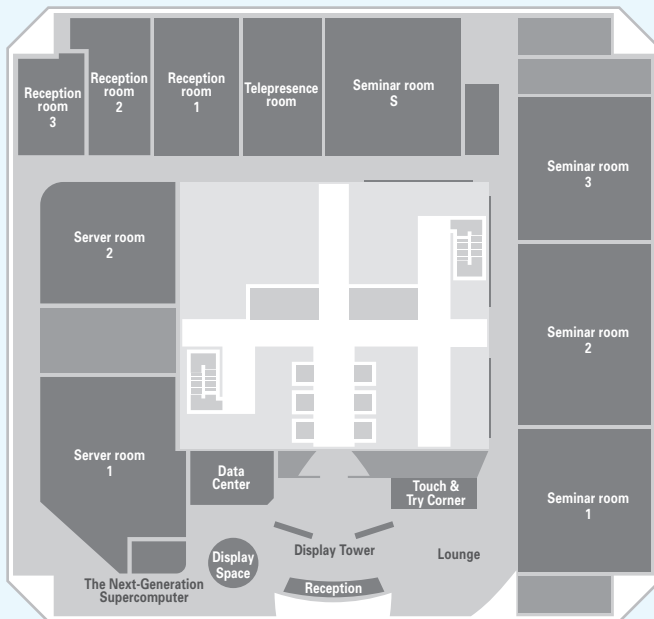 Reception
room
3
Reception
room
2
Reception
room
1
Telepresence
room
Seminar room
S
Seminar room
3
Server room
2
Seminar room
2
Server room
1
Data
Center
Touch &
Try Corner
Seminar room
1
Display Tower
Lounge
Display
Space
The Next-Generation
Supercomputer
Reception